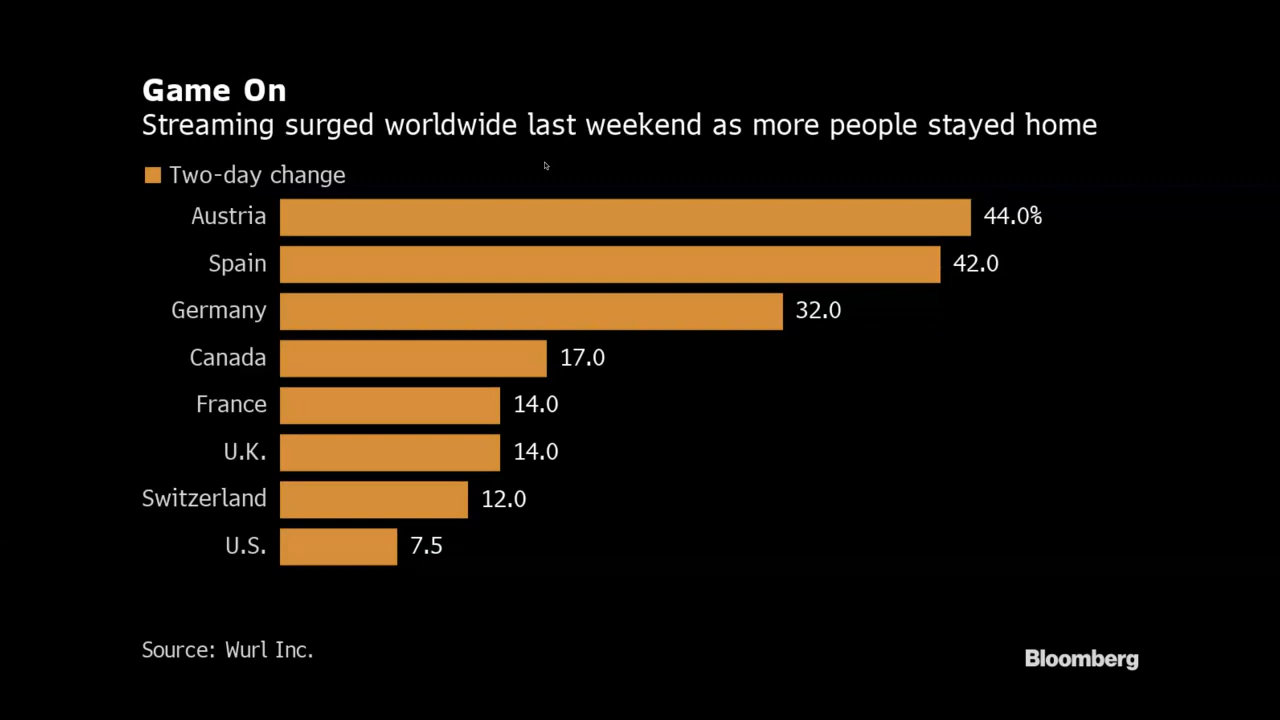 Game On
Streaming surged worldwide last weekend as more people stayed home
Two-day change
Austria 44.0%
Spain 42.0
Germany 32.0
Canada 17.0
France 14.0
U.K. 14.0
Switzerland 12.0
U.S. 7.5
Source: Wurl Inc.
Bloomberg